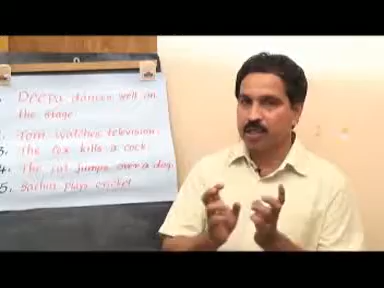 1. Deepa dances well on
the stage
2. Tom watches television.
3. The fox kills a cock.
4. The cat jumps over a dog.
5. Sachin plays cricket